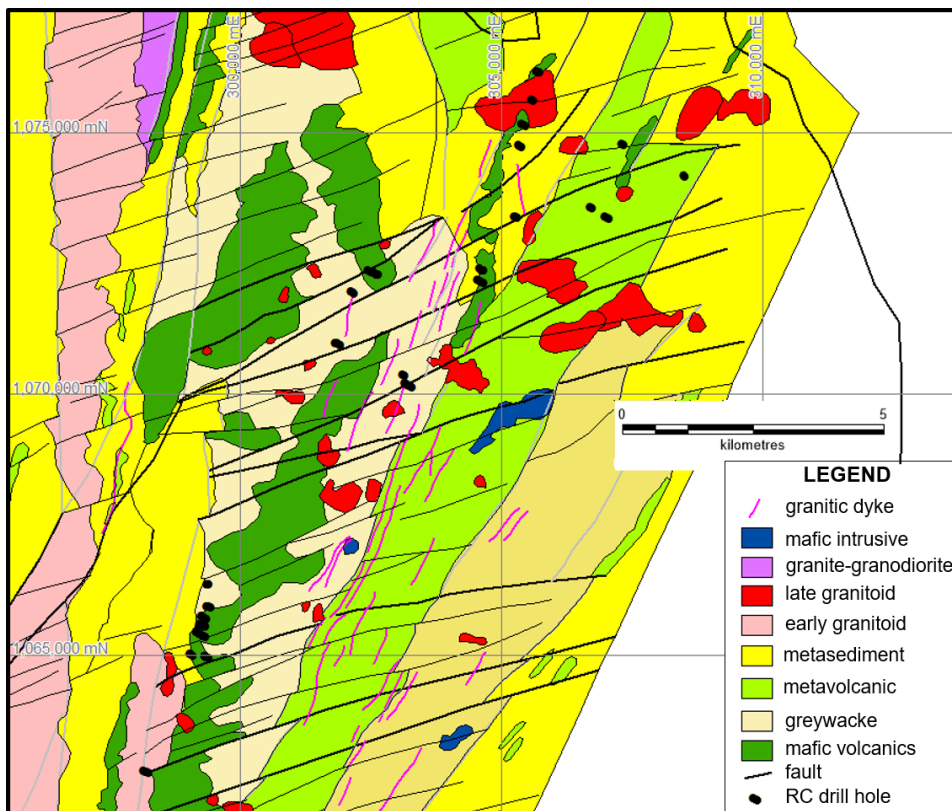 300,000 mE
305,000 mE
310,000 mE
1,075,000 mN
1,070,000 mN
0 5
kilometres
LEGEND
granitic dyke
mafic intrusive
granite-granodiorite
late granitoid
early granitoid
metasediment
metavolcanic
greywacke
mafic volcanics
fault
RC drill hole
1,065,000 mN